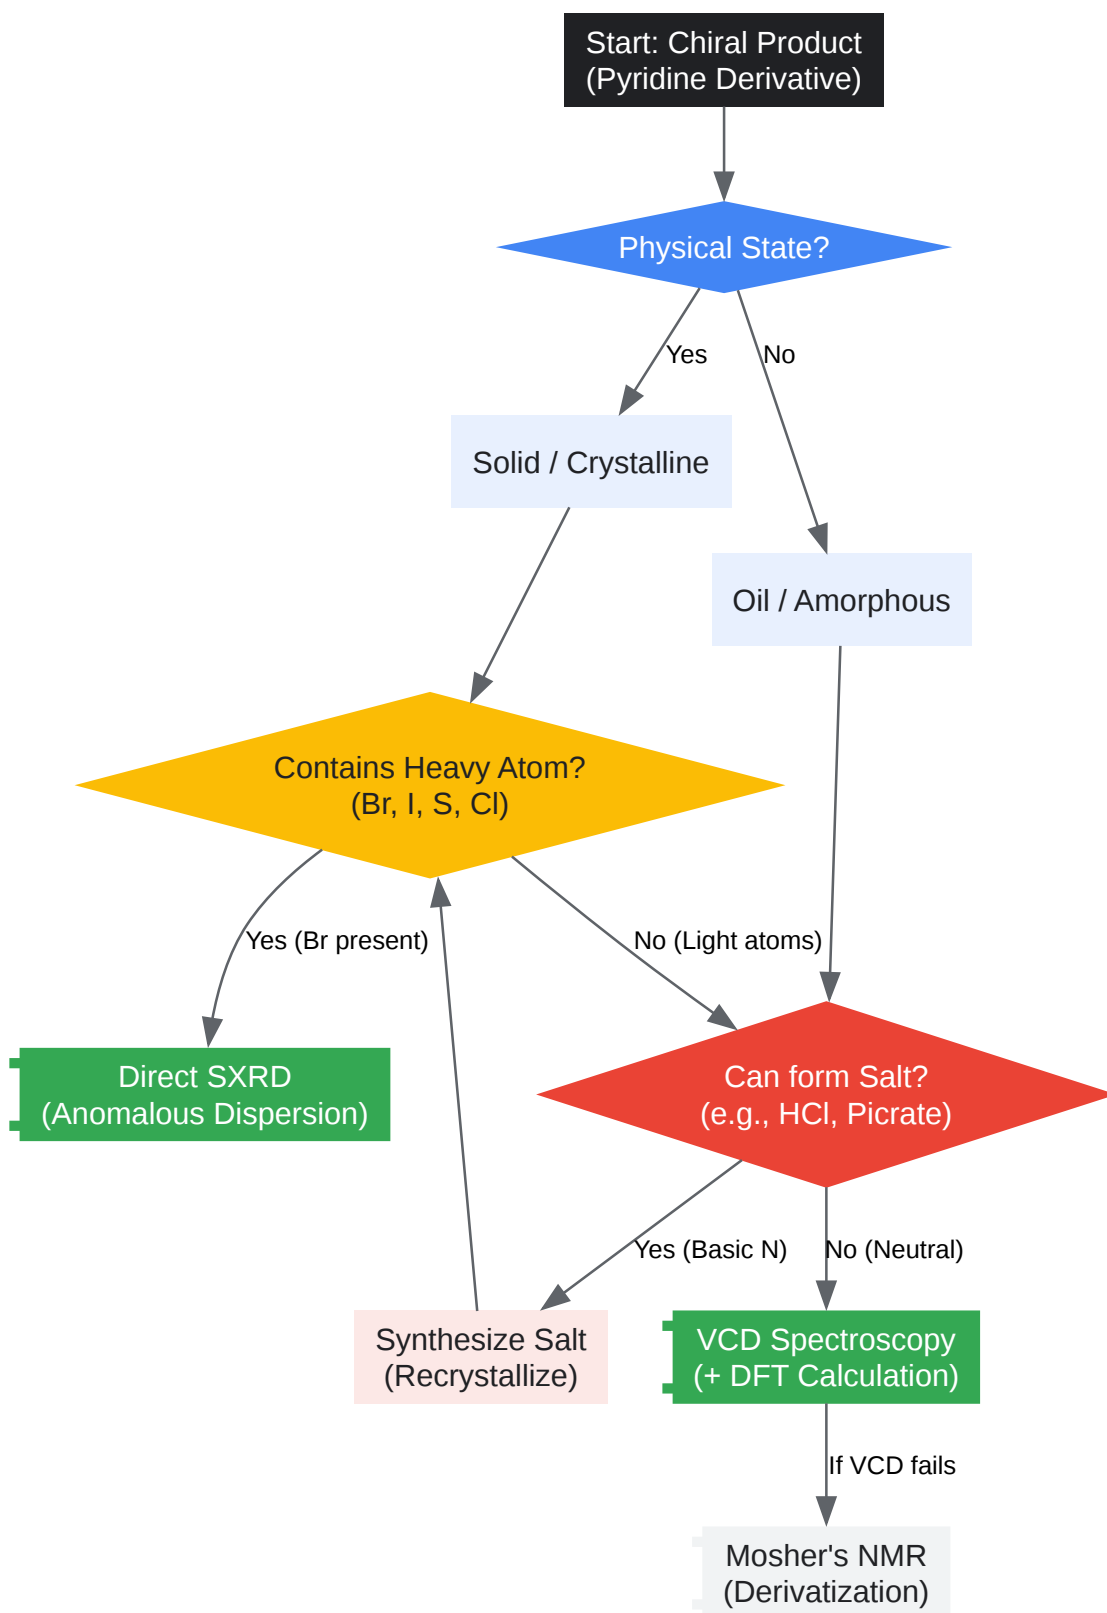 Start: Chiral Product
(Pyridine Derivative)
Physical State?
Yes
No
Solid / Crystalline
Oil / Amorphous
Contains Heavy Atom?
(Br, I, S, Cl)
Yes (Br present)
No (Light atoms)
Direct SXRD
(Anomalous Dispersion)
Can form Salt?
(e.g., HCl, Picrate)
Yes (Basic N)
No (Neutral)
Synthesize Salt
(Recrystallize)
VCD Spectroscopy
(+ DFT Calculation)
If VCD fails
Mosher's NMR
(Derivatization)